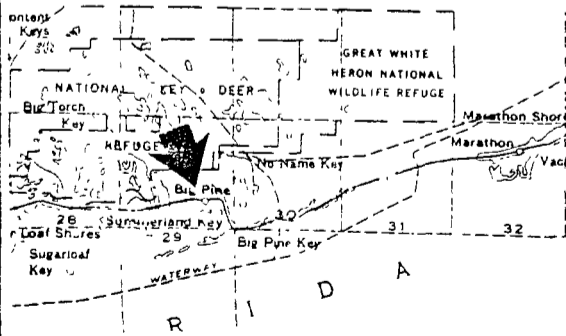 ontent
Keys
GREAT WHITE
HERON NATIONAL
WILDLIFE REFUGE
NATIONAL
DEER
Big Torch
Key
REFUGE
Marathon Shore
Marathon
No Name Key
Big Pine
28
Summerland Key
29
30
31
32
Loaf Shores
Sugarloaf
Key
Big Pine Key
WATERWAY
R I D A